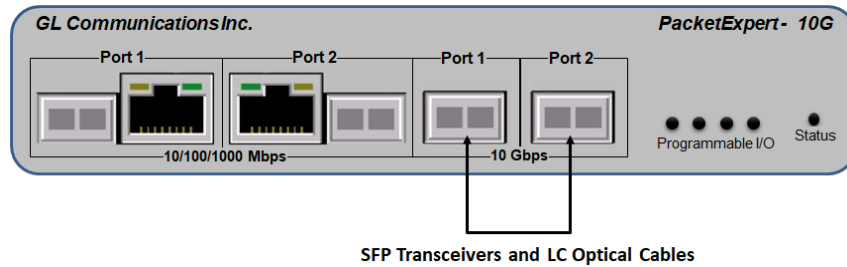 GL Communications Inc.
PacketExpert - 10G
Port 1
Port 2
Port 1
Port 2
10/100/1000 Mbps
10 Gbps
Programmable I/O
Status
SFP Transceivers and LC Optical Cables